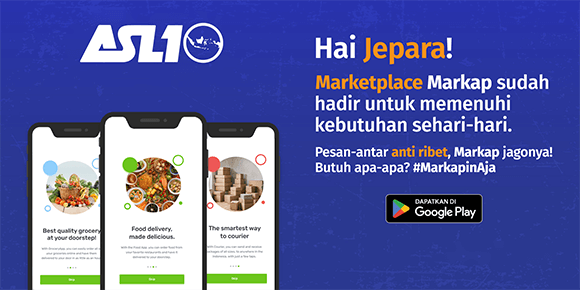 ASL10
Hai Jepara!
Marketplace Markap sudah
hadir untuk memenuhi
kebutuhan sehari-hari.
Pesan-antar anti ribet, Markap jagonya!
Butuh apa-apa? #MarkapinAja
DAPATKAN DI
Google Play
Best quality grocery
at your doorstep!
Food delivery,
made delicious.
The smartest way
to courier